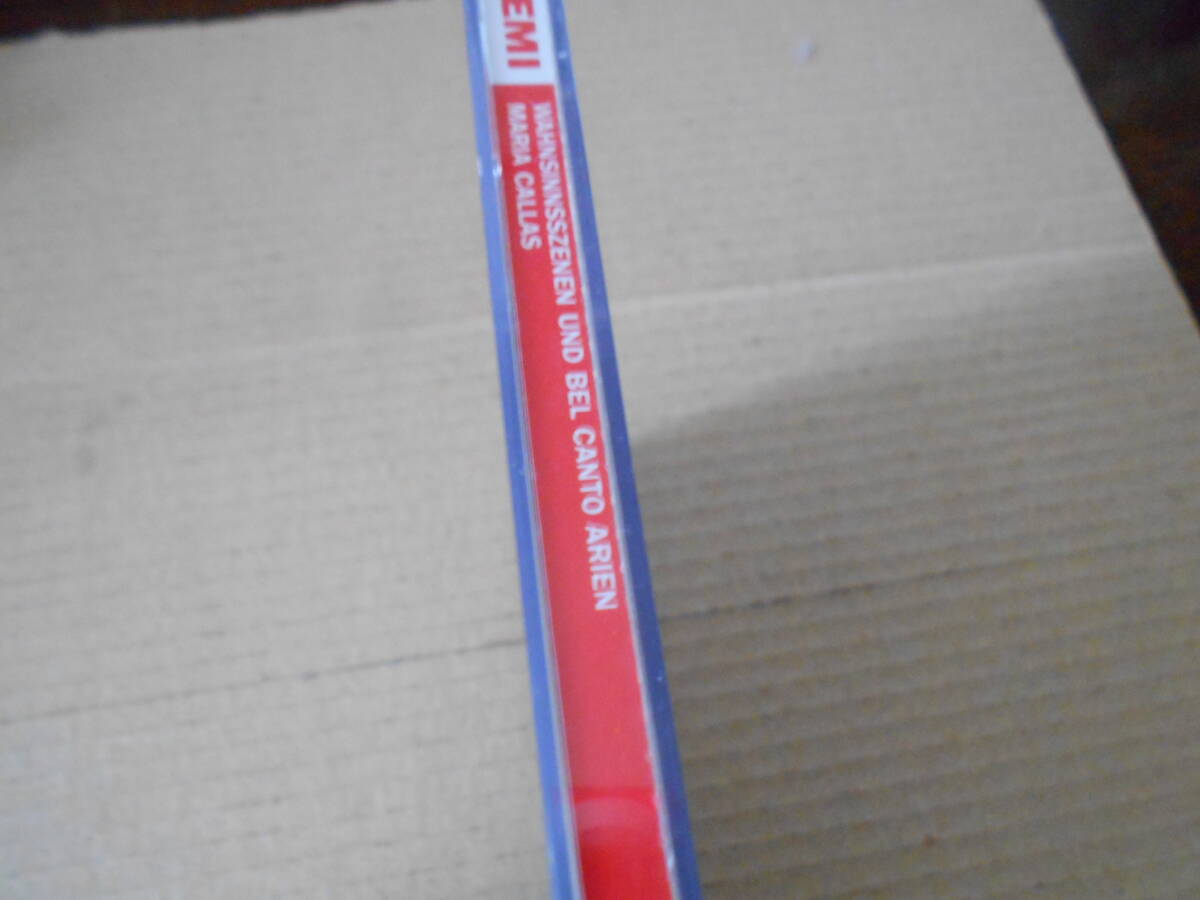 EMI
WAHNSINNSSZENEN UND BEL CANTO ARIEN
MARIA CALLAS